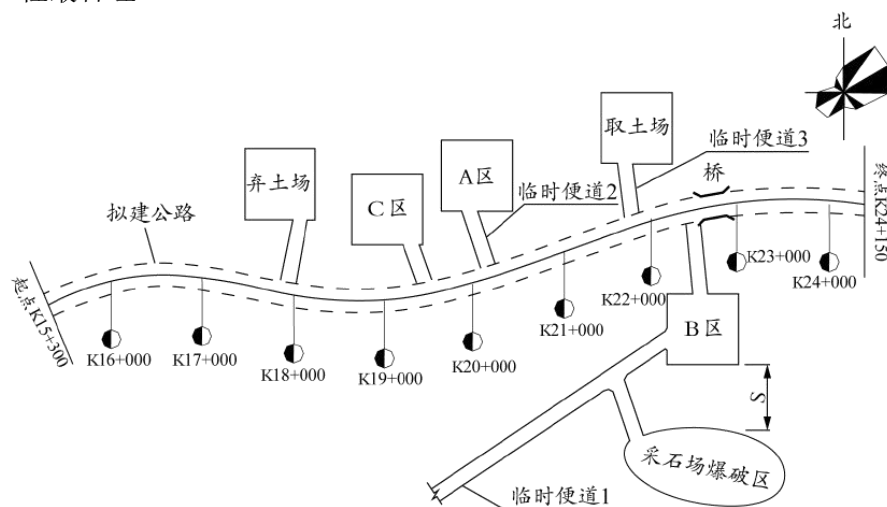 北
取土场
临时便道3
桥
终点K24+150
弃土场
A区
临时便道2
C区
拟建公路
起点K15+300
K16+000
K17+000
K18+000
K19+000
K20+000
K21+000
K22+000
K23+000
K24+000
B区
S
采石场爆破区
临时便道1